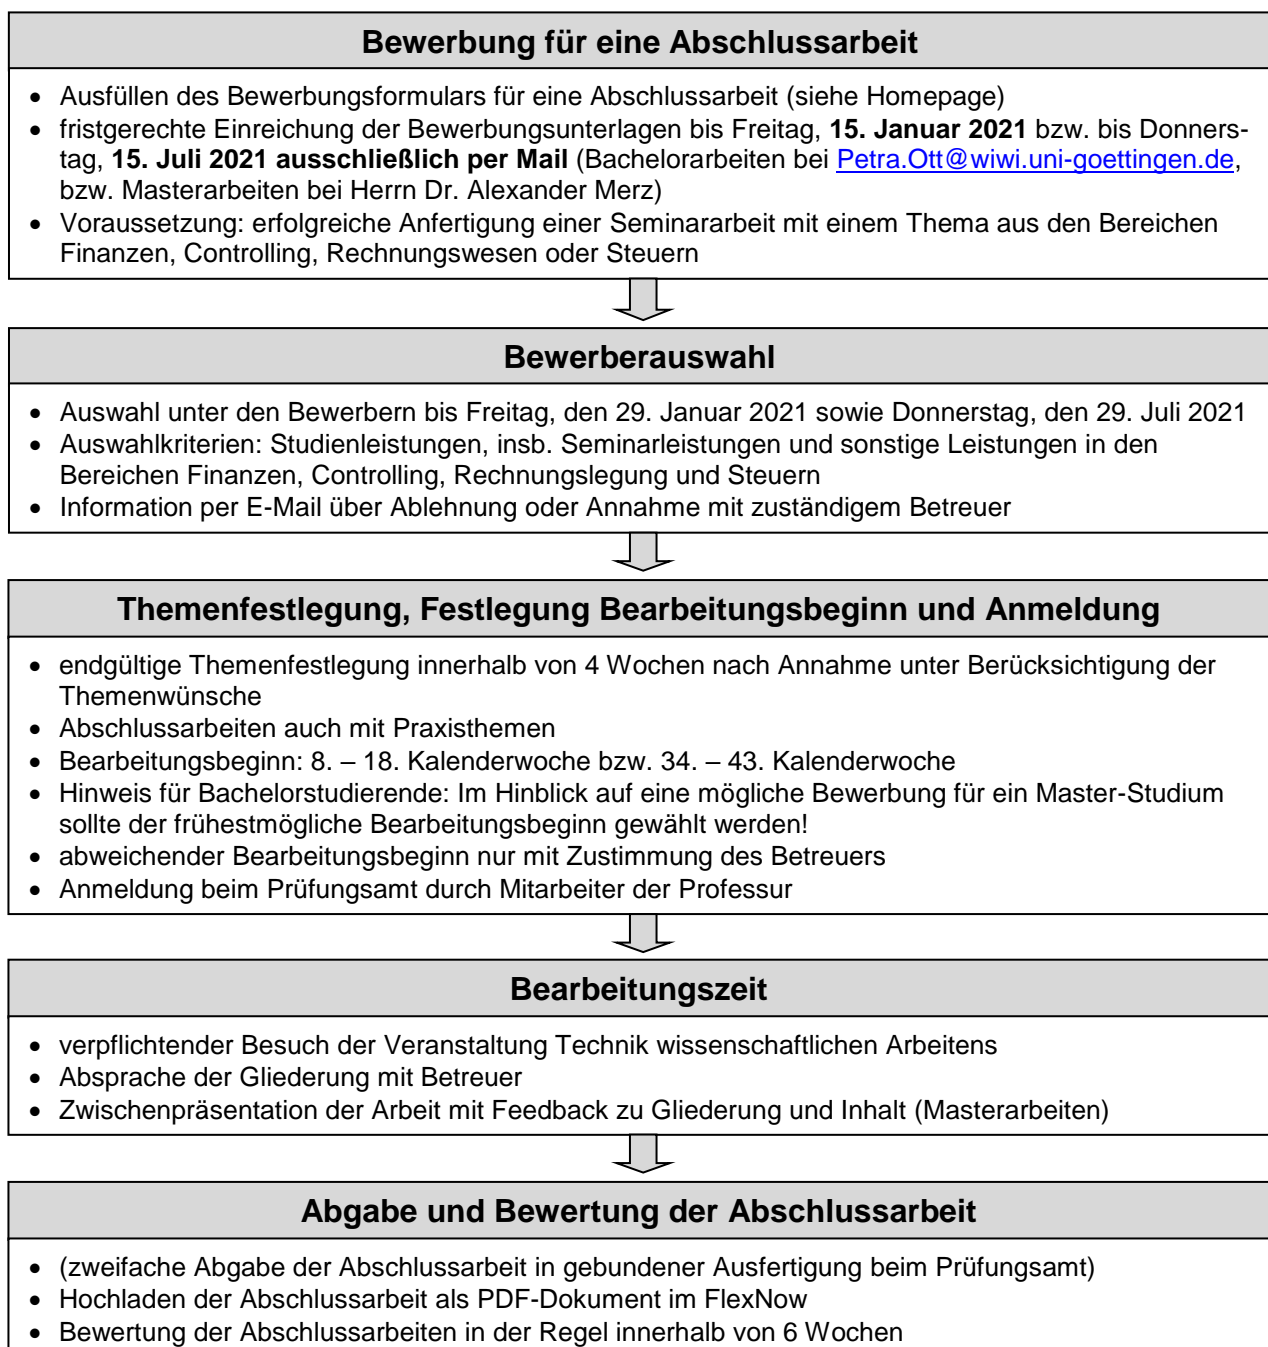 Bewerbung für eine Abschlussarbeit
• Ausfüllen des Bewerbungsformulars für eine Abschlussarbeit (siehe Homepage)
• fristgerechte Einreichung der Bewerbungsunterlagen bis Freitag, 15. Januar 2021 bzw. bis Donners-
tag, 15. Juli 2021 ausschließlich per Mail (Bachelorarbeiten bei Petra.Ott@wiwi.uni-goettingen.de,
bzw. Masterarbeiten bei Herrn Dr. Alexander Merz)
• Voraussetzung: erfolgreiche Anfertigung einer Seminararbeit mit einem Thema aus den Bereichen
Finanzen, Controlling, Rechnungswesen oder Steuern
Bewerberauswahl
• Auswahl unter den Bewerbern bis Freitag, den 29. Januar 2021 sowie Donnerstag, den 29. Juli 2021
• Auswahlkriterien: Studienleistungen, insb. Seminarleistungen und sonstige Leistungen in den
Bereichen Finanzen, Controlling, Rechnungslegung und Steuern
• Information per E-Mail über Ablehnung oder Annahme mit zuständigem Betreuer
Themenfestlegung, Festlegung Bearbeitungsbeginn und Anmeldung
• endgültige Themenfestlegung innerhalb von 4 Wochen nach Annahme unter Berücksichtigung der
Themenwünsche
• Abschlussarbeiten auch mit Praxisthemen
• Bearbeitungsbeginn: 8. – 18. Kalenderwoche bzw. 34. – 43. Kalenderwoche
• Hinweis für Bachelorstudierende: Im Hinblick auf eine mögliche Bewerbung für ein Master-Studium
sollte der frühestmögliche Bearbeitungsbeginn gewählt werden!
• abweichender Bearbeitungsbeginn nur mit Zustimmung des Betreuers
• Anmeldung beim Prüfungsamt durch Mitarbeiter der Professur
Bearbeitungszeit
• verpflichtender Besuch der Veranstaltung Technik wissenschaftlichen Arbeitens
• Absprache der Gliederung mit Betreuer
• Zwischenpräsentation der Arbeit mit Feedback zu Gliederung und Inhalt (Masterarbeiten)
Abgabe und Bewertung der Abschlussarbeit
• (zweifache Abgabe der Abschlussarbeit in gebundener Ausfertigung beim Prüfungsamt)
• Hochladen der Abschlussarbeit als PDF-Dokument im FlexNow
• Bewertung der Abschlussarbeiten in der Regel innerhalb von 6 Wochen